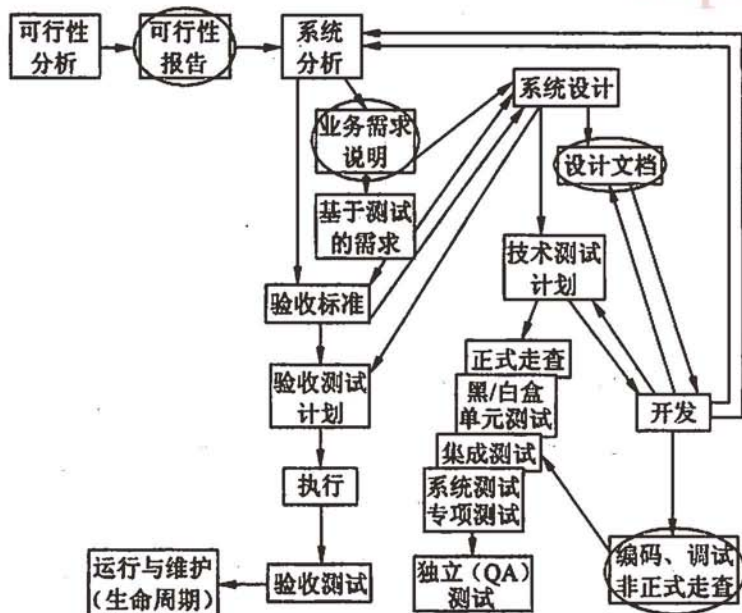 可行性
分析
可行性
报告
系统
分析
系统设计
业务需求
说明
设计文档
基于测试
的需求
技术测试
计划
验收标准
正式走查
验收测试
计划
黑/白盒
单元测试
开发
集成测试
执行
系统测试
专项测试
编码、调试
非正式走查
运行与维护
(生命周期)
验收测试
独立(QA)
测试